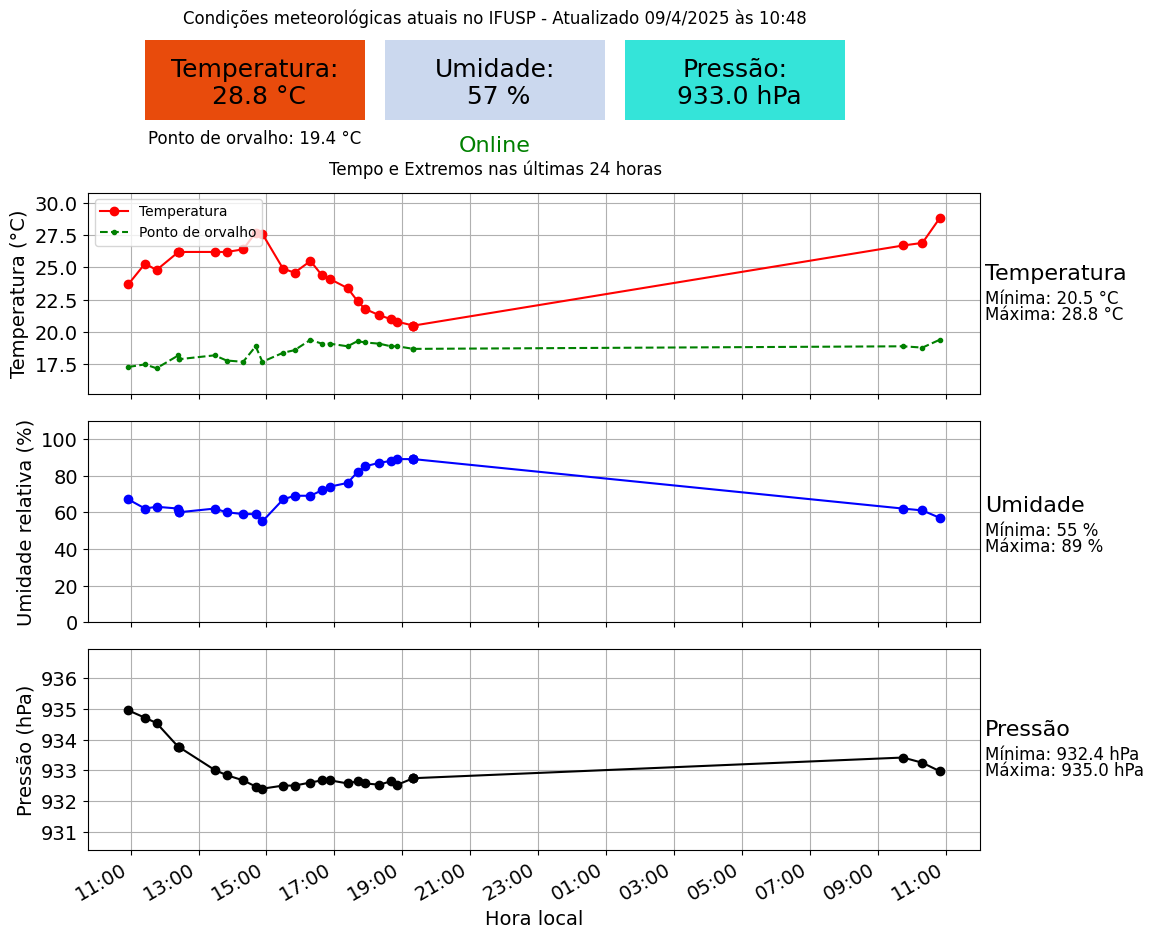 Condições meteorológicas atuais no IFUSP - Atualizado 09/4/2025 às 10:48
Temperatura:
28.8 °C
Umidade:
57 %
Pressão:
933.0 hPa
Ponto de orvalho: 19.4 °C
Online
Tempo e Extremos nas últimas 24 horas
Temperatura (°C)
30.0
27.5
25.0
22.5
20.0
17.5
Temperatura
Ponto de orvalho
Temperatura
Mínima: 20.5 °C
Máxima: 28.8 °C
Umidade relativa (%)
100
80
60
40
20
0
Umidade
Mínima: 55 %
Máxima: 89 %
Pressão (hPa)
936
935
934
933
932
931
Pressão
Mínima: 932.4 hPa
Máxima: 935.0 hPa
11:00 13:00 15:00 17:00 19:00 21:00 23:00 01:00 03:00 05:00 07:00 09:00 11:00
Hora local